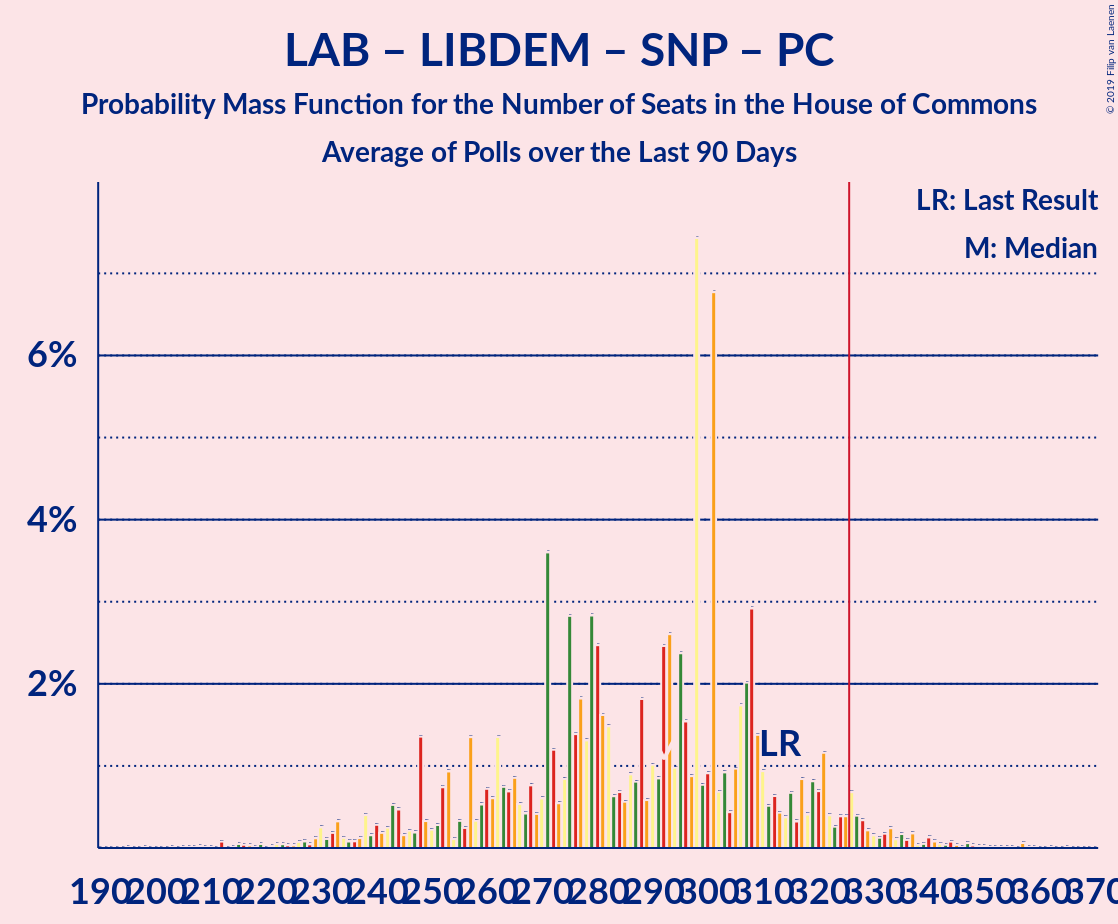 LAB – LIBDEM – SNP – PC
Probability Mass Function for the Number of Seats in the House of Commons
Average of Polls over the Last 90 Days
© 2019 Filip van Laenen
LR: Last Result
M: Median
6%
4%
2%
LR
190 200 210 220 230 240 250 260 270 280 290 300 310 320 330 340 350 360 370